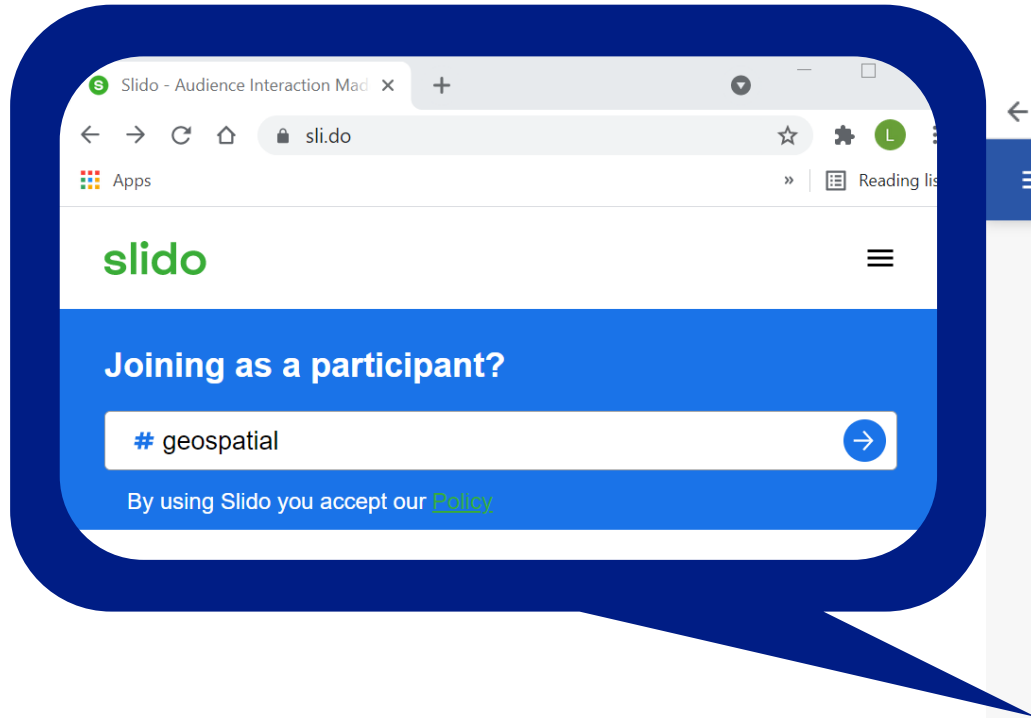 Slido - Audience Interaction Mad
sli.do
L
Apps
» Reading lis
slido
Joining as a participant?
# geospatial
By using Slido you accept our Policy